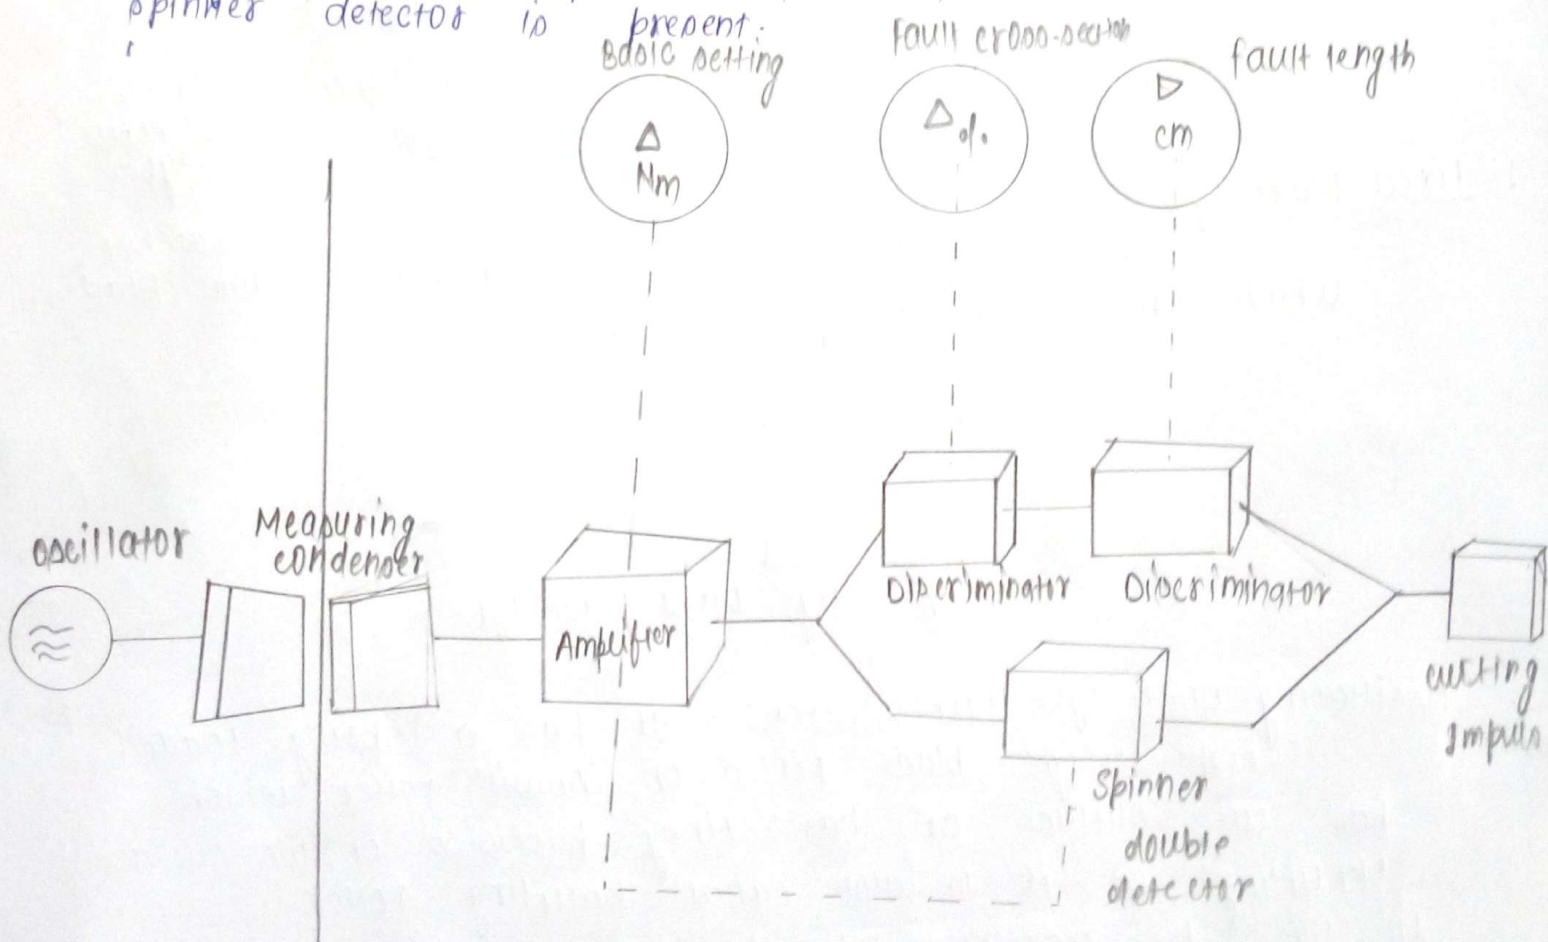 spinner detector is present.
Basic setting
Fault cross-section
fault length
Δ
Nm
Δ %
▷
cm
oscillator
Measuring
condenser
Amplifier
Discriminator
Discriminator
Spinner
double
detector
cutting